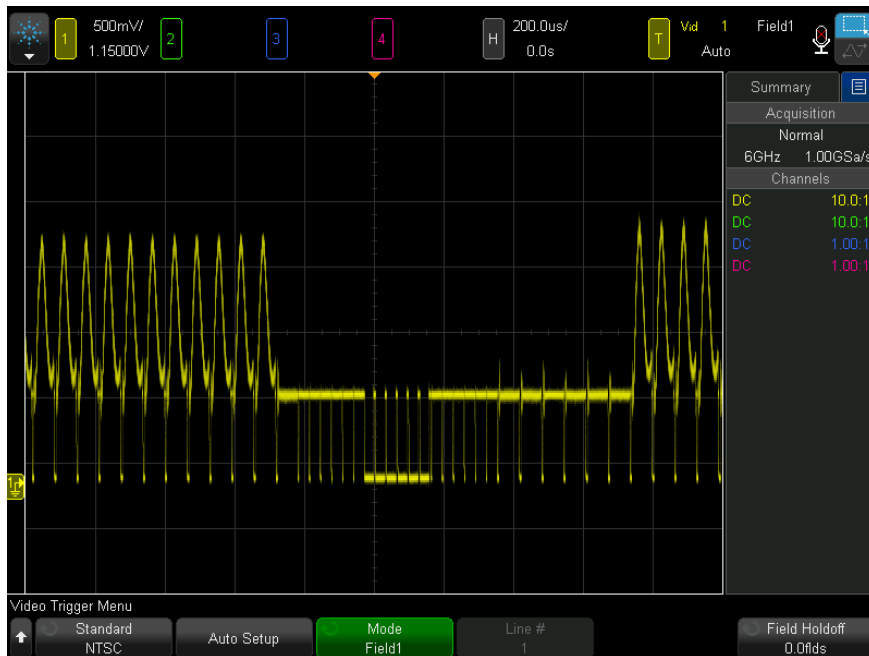 1 500mV/ 1.15000V 2 3 4 H 200.0us/ 0.0s T Vid 1 Field1 Auto
Summary
Acquisition
Normal
6GHz 1.00GSa/s
Channels
DC 10.0:1
DC 10.0:1
DC 1.00:1
DC 1.00:1
1
Video Trigger Menu
Standard
NTSC
Auto Setup
Mode
Field1
Line #
1
Field Holdoff
0.0flds